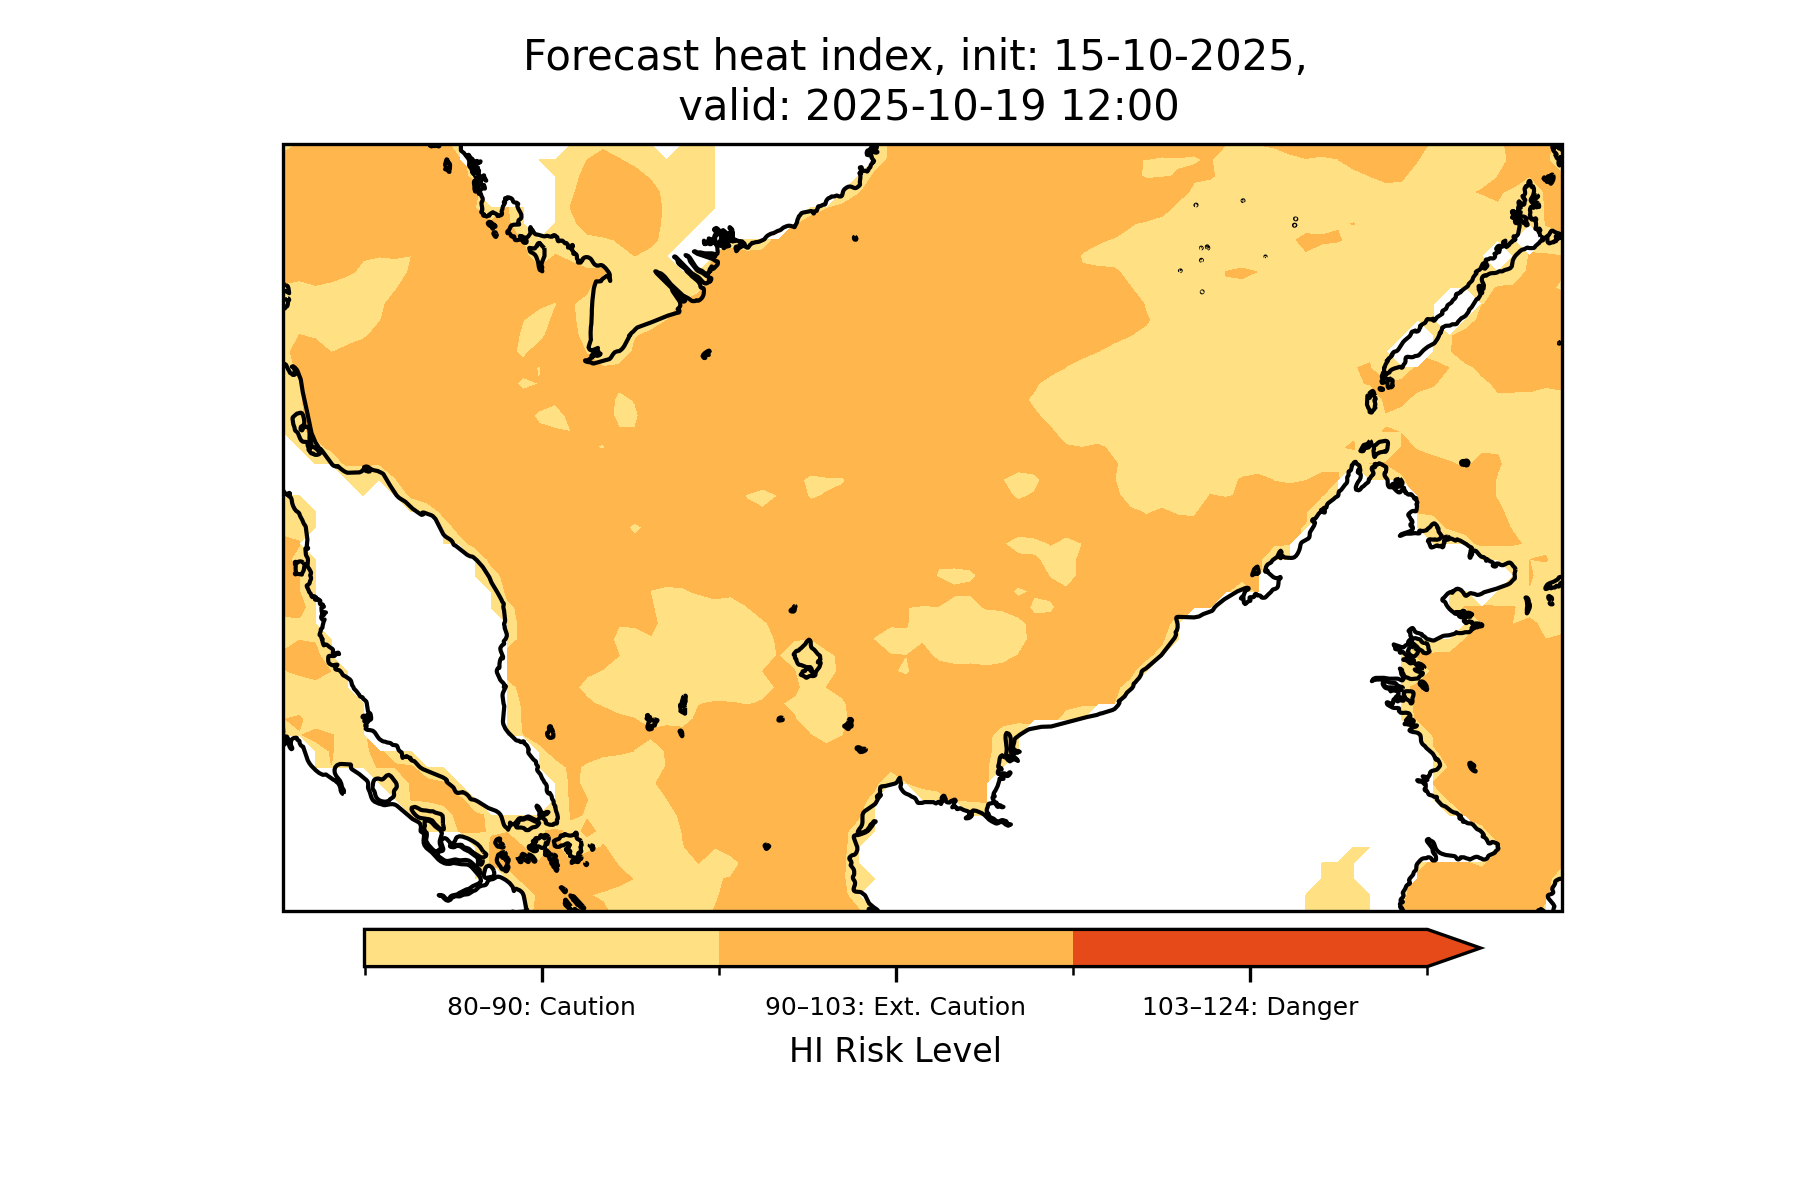 Forecast heat index, init: 15-10-2025,
valid: 2025-10-19 12:00
80–90: Caution
90–103: Ext. Caution
103–124: Danger
HI Risk Level